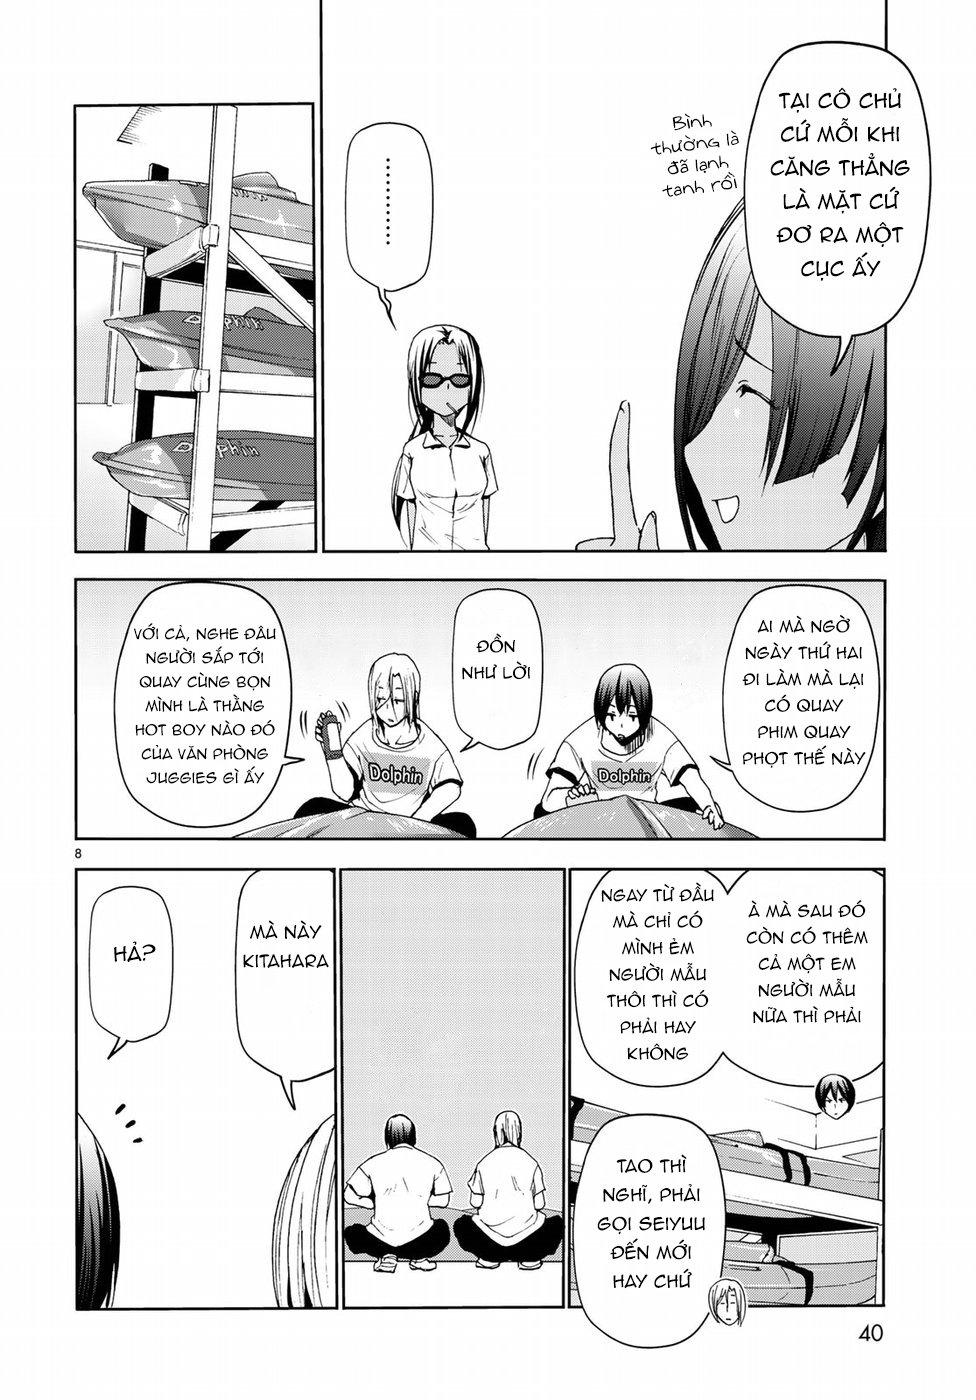 TẠI CÔ CHỦ
CỨ MỖI KHI
CĂNG THẲNG
LÀ MẶT CỨ
ĐƠ RA MỘT
CỤC ẤY
Bình
thường là
đã lạnh
tanh rồi
..........
Dolphin
Dolphin
AI MÀ NGỜ
NGÀY THỨ HAI
ĐI LÀM MÀ LẠI
CÓ QUAY
PHIM QUAY
PHỌT THẾ NÀY
ĐỒN
NHƯ LỜI
VỚI CẢ, NGHE ĐÂU
NGƯỜI SẮP TỚI
QUAY CÙNG BỌN
MÌNH LÀ THẰNG
HOT BOY NÀO ĐÓ
CỦA VĂN PHÒNG
JUGGIES GÌ ẤY
Dolphin
Dolphin
8
À MÀ SAU ĐÓ
CÒN CÓ THÊM
CẢ MỘT EM
NGƯỜI MẪU
NỮA THÌ PHẢI
NGAY TỪ ĐẦU
MÀ CHỈ CÓ
MÌNH ẺM
NGƯỜI MẪU
THÔI THÌ CÓ
PHẢI HAY
KHÔNG
TAO THÌ
NGHĨ, PHẢI
GỌI SEIYUU
ĐẾN MỚI
HAY CHỨ
MÀ NÀY
KITAHARA
HẢ?
40